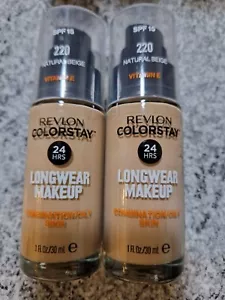 SPF 15
220
NATURAL BEIGE
VITAMIN E
REVLON
COLORSTAY
24
HRS
LONGWEAR
MAKEUP
COMBINATION/OILY
SKIN
1 FL OZ/30 mL e
SPF 15
220
NATURAL BEIGE
VITAMIN E
REVLON
COLORSTAY
24
HRS
LONGWEAR
MAKEUP
COMBINATION/OILY
SKIN
1 FL OZ/30 mL e